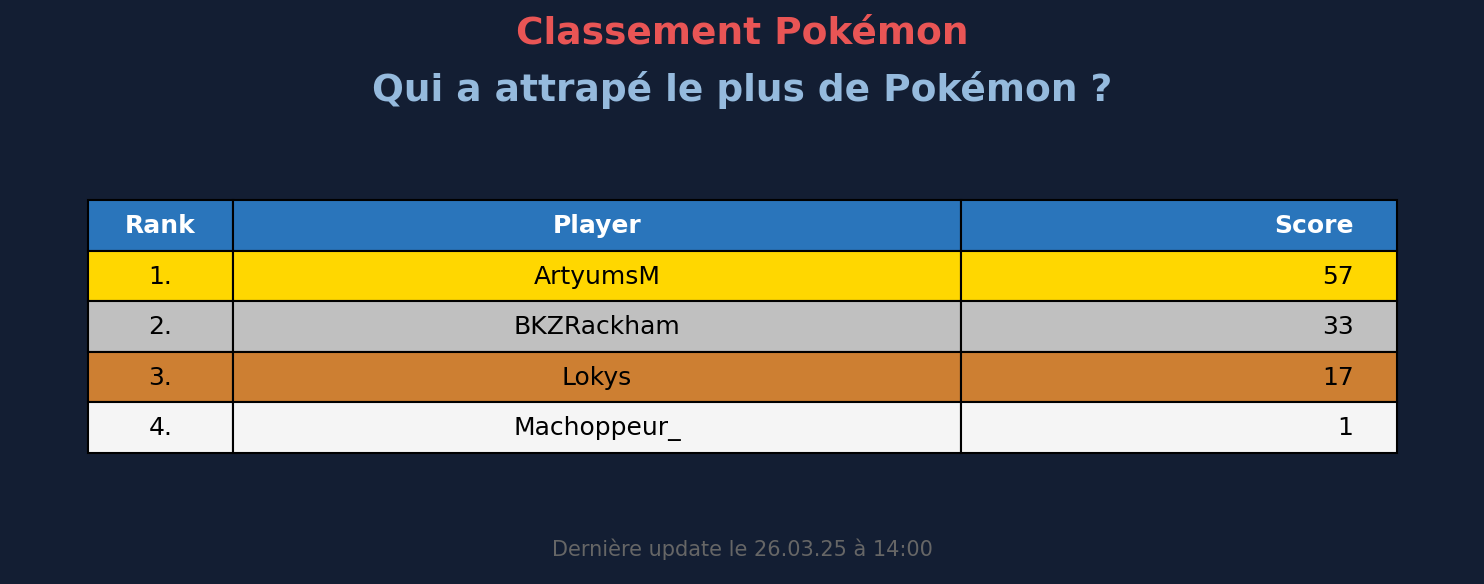 Classement Pokémon
Qui a attrapé le plus de Pokémon ?
Rank Player Score
1. ArtyumsM 57
2. BKZRackham 33
3. Lokys 17
4. Machoppeur_ 1
Dernière update le 26.03.25 à 14:00